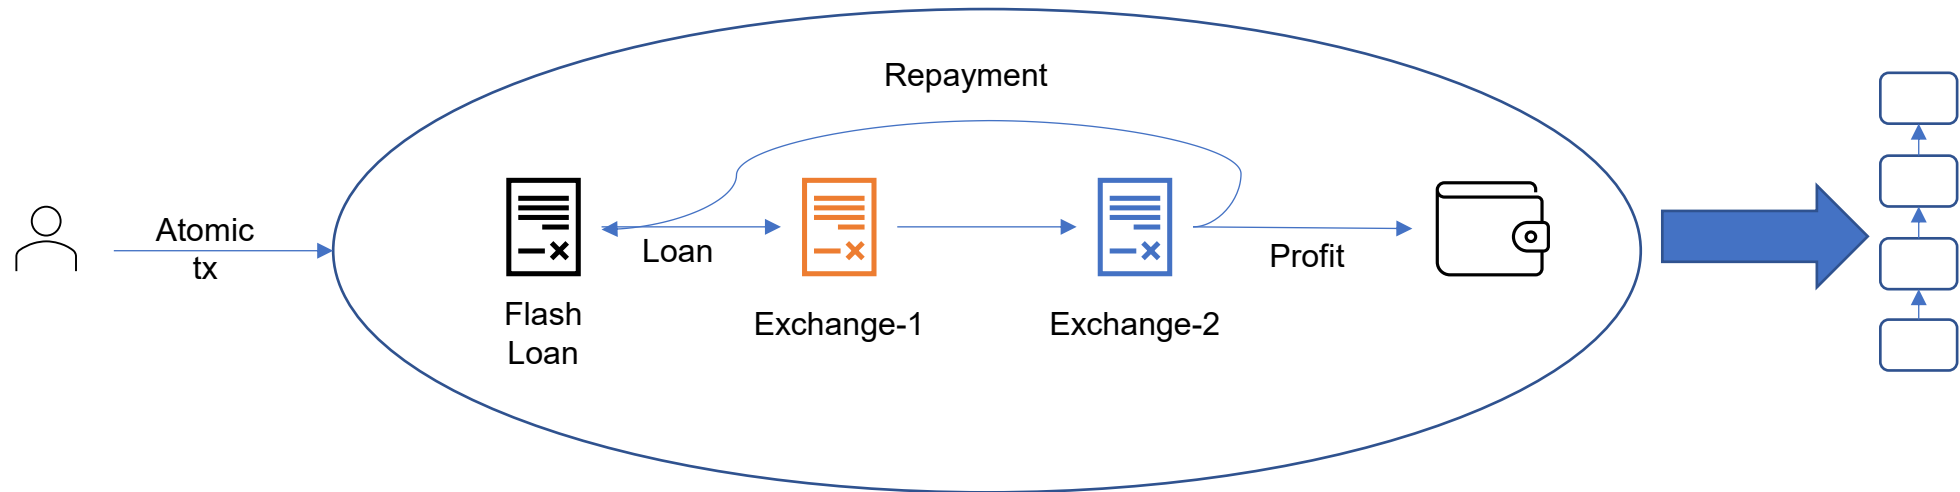 Repayment
Atomic
tx
Loan
Profit
Flash
Loan
Exchange-1
Exchange-2